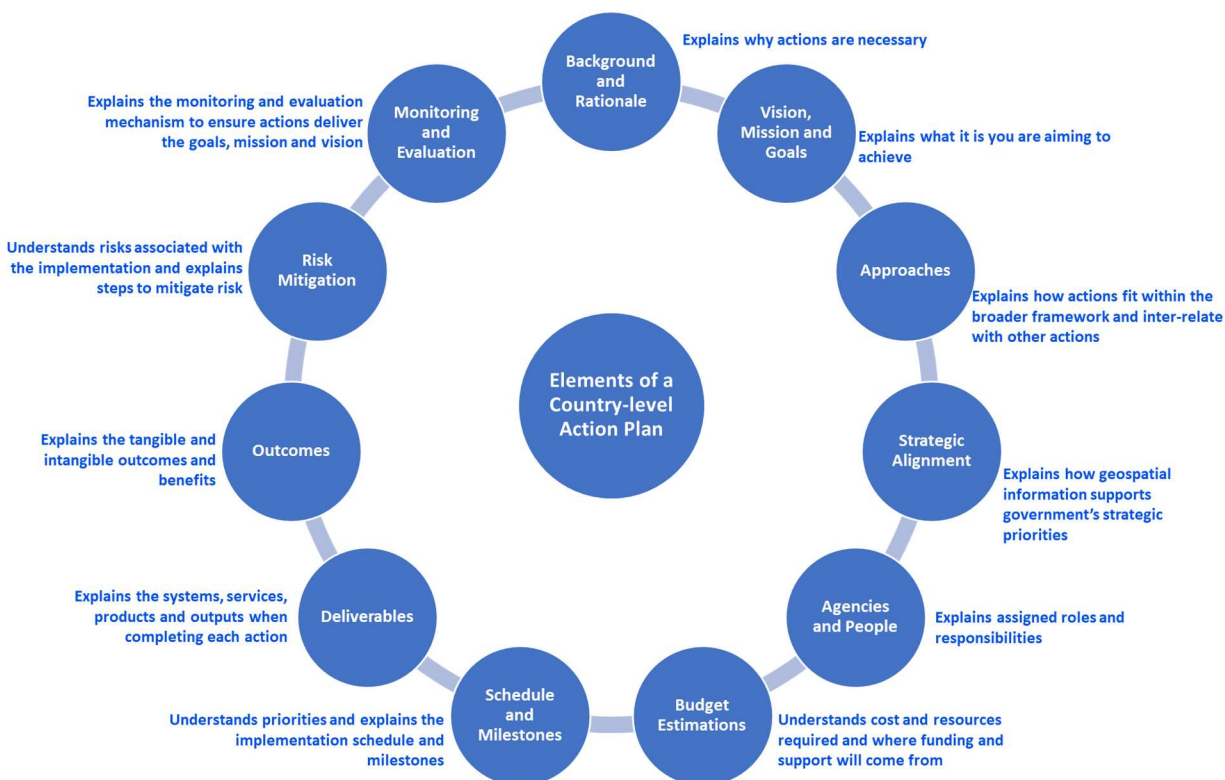 Background
and
Rationale
Explains why actions are necessary
Vision,
Mission and
Goals
Explains what it is you are aiming to
achieve
Approaches
Explains how actions fit within the
broader framework and inter-relate
with other actions
Strategic
Alignment
Explains how geospatial
information supports
government's strategic
priorities
Agencies
and People
Explains assigned roles and
responsibilities
Budget
Estimations
Understands cost and resources
required and where funding and
support will come from
Schedule
and
Milestones
Understands priorities and explains the
implementation schedule and
milestones
Deliverables
Explains the systems, services,
products and outputs when
completing each action
Outcomes
Explains the tangible and
intangible outcomes and
benefits
Risk
Mitigation
Understands risks associated with
the implementation and explains
steps to mitigate risk
Monitoring
and
Evaluation
Explains the monitoring and evaluation
mechanism to ensure actions deliver
the goals, mission and vision
Elements of a
Country-level
Action Plan